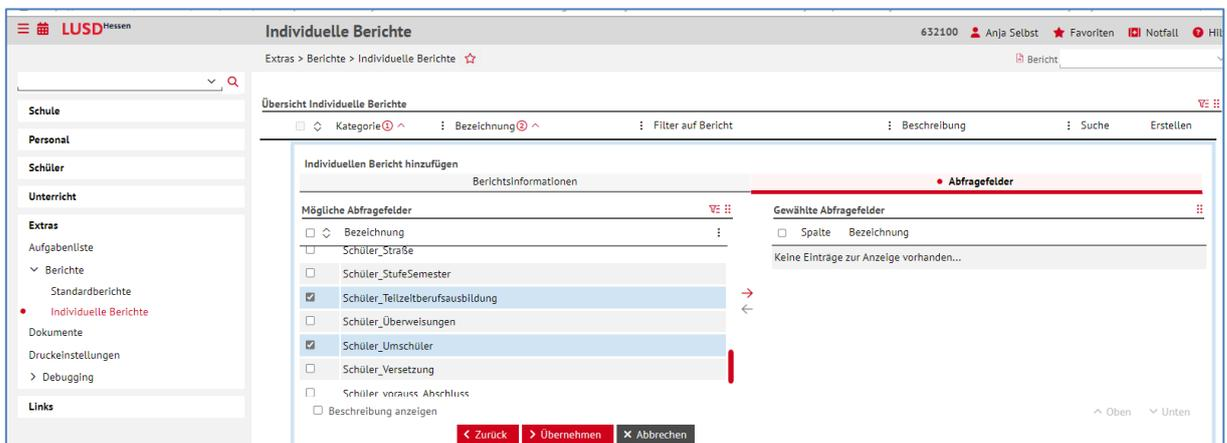 LUSD Hessen
Individuelle Berichte
632100 Anja Selbst Favoriten Notfall Hil
Extras > Berichte > Individuelle Berichte
Bericht
Schule
Personal
Schüler
Unterricht
Extras
Aufgabenliste
Berichte
Standardberichte
Individuelle Berichte
Dokumente
Druckeinstellungen
Debugging
Links
Übersicht Individuelle Berichte
Kategorie 1 Bezeichnung 2 Filter auf Bericht Beschreibung Suche Erstellen
Individuellen Bericht hinzufügen
Berichtsinformationen Abfragefelder
Mögliche Abfragefelder
Bezeichnung
Schüler_Straße
Schüler_StufeSemester
Schüler_Teilzeitberufsausbildung
Schüler_Überweisungen
Schüler_Umschüler
Schüler_Versetzung
Schüler_vorauss_Abschluss
Beschreibung anzeigen
Gewählte Abfragefelder
Spalte Bezeichnung
Keine Einträge zur Anzeige vorhanden...
Oben Unten
Zurück Übernehmen Abbrechen